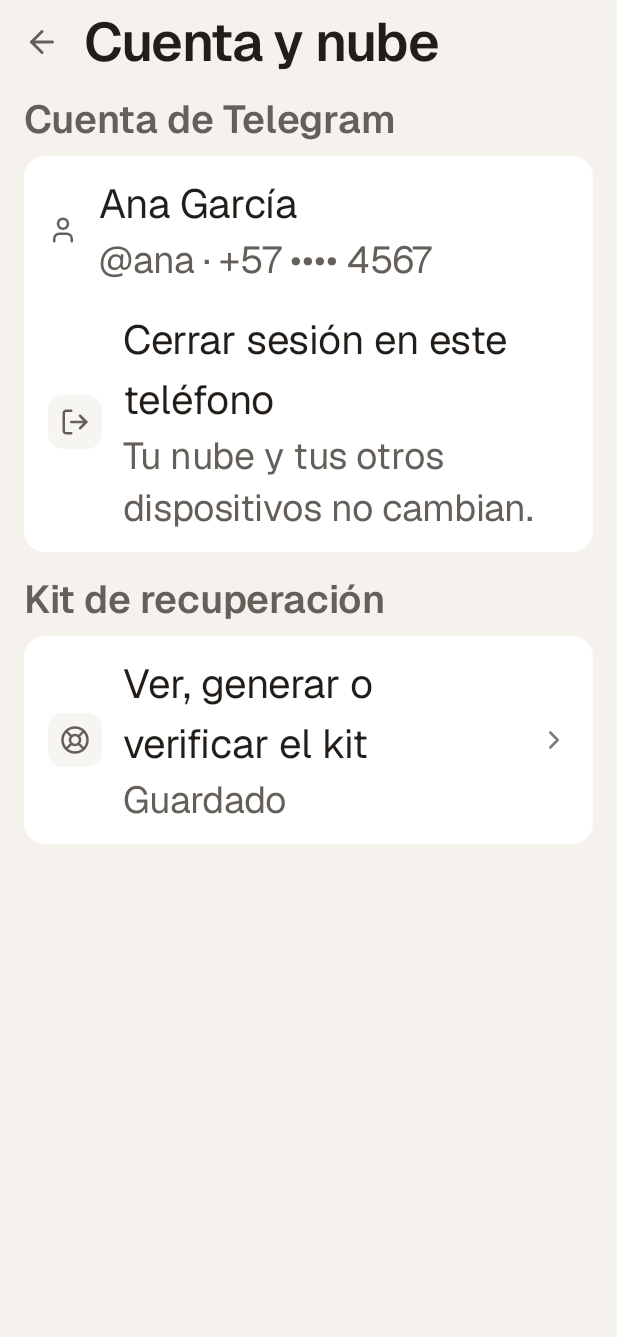 Cuenta y nube
Cuenta de Telegram
Ana García
@ana · +57 •••• 4567
Cerrar sesión en este
teléfono
Tu nube y tus otros
dispositivos no cambian.
Kit de recuperación
Ver, generar o
verificar el kit
Guardado